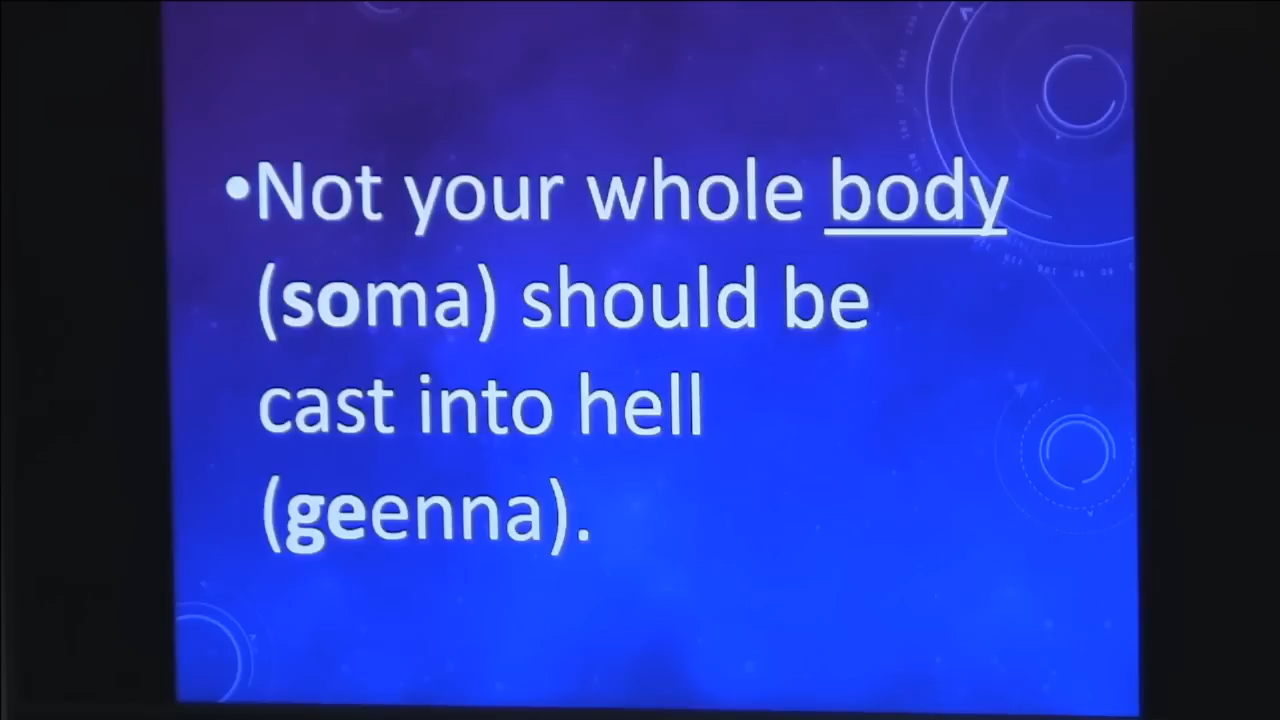 •Not your whole body
(soma) should be
cast into hell
(geenna).